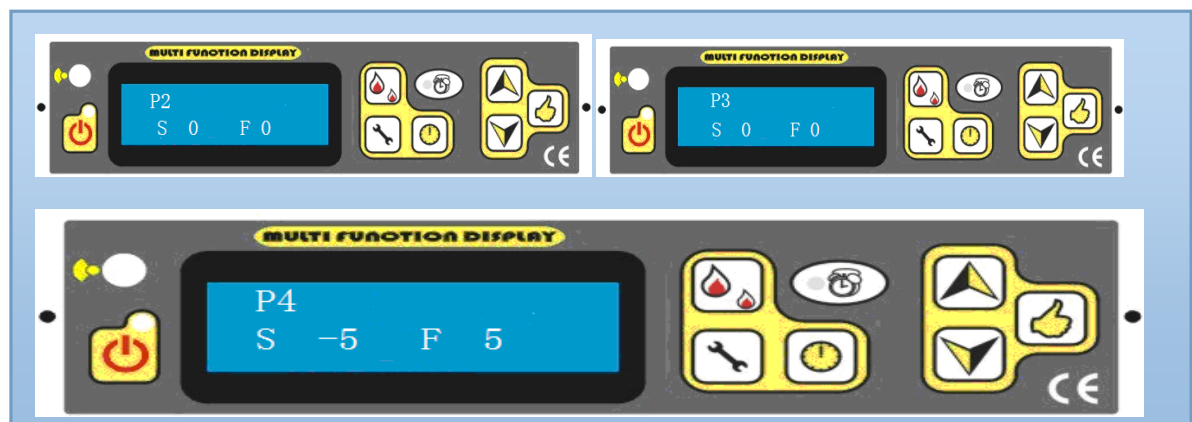 MULTI FUNCTION DISPLAY
P2
S 0 F 0
CE
MULTI FUNCTION DISPLAY
P3
S 0 _ F 0
CE
MULTI FUNCTION DISPLAY
P4
S -5 _ F 5
CE